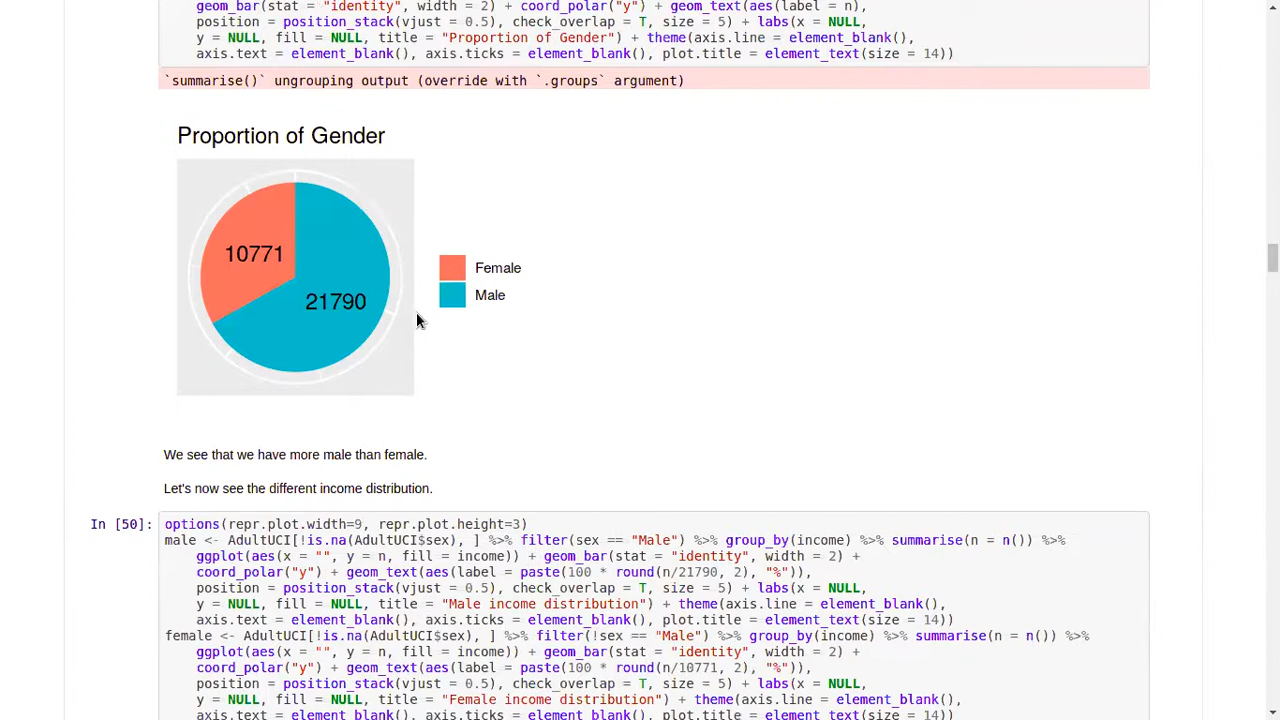 geom_bar(stat = "identity", width = 2) + coord_polar("y") + geom_text(aes(label = n),
position = position_stack(vjust = 0.5), check_overlap = T, size = 5) + labs(x = NULL,
y = NULL, fill = NULL, title = "Proportion of Gender") + theme(axis.line = element_blank(),
axis.text = element_blank(), axis.ticks = element_blank(), plot.title = element_text(size = 14))
`summarise()` ungrouping output (override with `.groups` argument)
Proportion of Gender
10771
21790
Female
Male
We see that we have more male than female.
Let's now see the different income distribution.
In [50]:
options(repr.plot.width=9, repr.plot.height=3)
male <- AdultUCI[!is.na(AdultUCI$sex), ] %>% filter(sex == "Male") %>% group_by(income) %>% summarise(n = n()) %>%
ggplot(aes(x = "", y = n, fill = income)) + geom_bar(stat = "identity", width = 2) +
coord_polar("y") + geom_text(aes(label = paste(100 * round(n/21790, 2), "%")),
position = position_stack(vjust = 0.5), check_overlap = T, size = 5) + labs(x = NULL,
y = NULL, fill = NULL, title = "Male income distribution") + theme(axis.line = element_blank(),
axis.text = element_blank(), axis.ticks = element_blank(), plot.title = element_text(size = 14))
female <- AdultUCI[!is.na(AdultUCI$sex), ] %>% filter(!sex == "Male") %>% group_by(income) %>% summarise(n = n()) %>%
ggplot(aes(x = "", y = n, fill = income)) + geom_bar(stat = "identity", width = 2) +
coord_polar("y") + geom_text(aes(label = paste(100 * round(n/10771, 2), "%")),
position = position_stack(vjust = 0.5), check_overlap = T, size = 5) + labs(x = NULL,
y = NULL, fill = NULL, title = "Female income distribution") + theme(axis.line = element_blank(),
axis.text = element_blank(), axis.ticks = element_blank(), plot.title = element_text(size = 14))